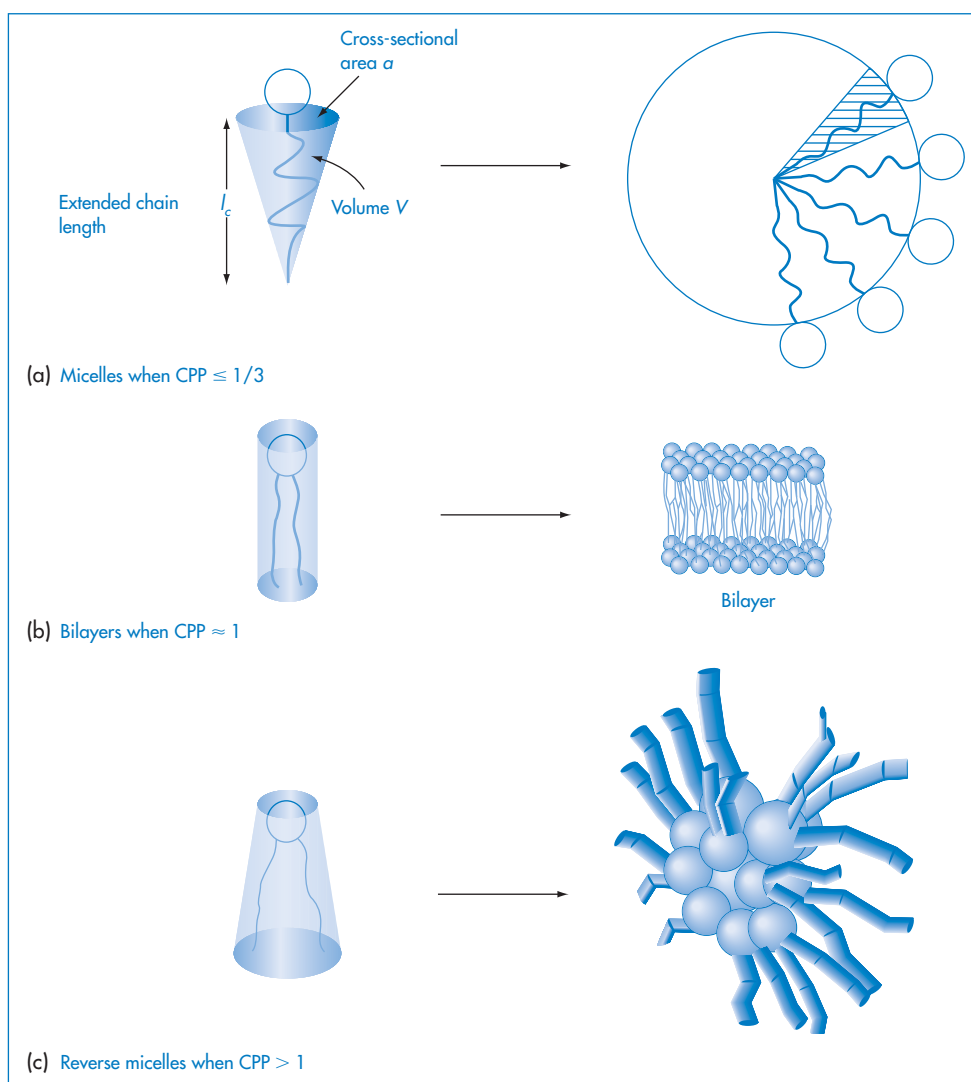 Cross-sectional
area a
Extended chain
length
lc
Volume V
(a) Micelles when CPP ≤ 1/3
Bilayer
(b) Bilayers when CPP ≈ 1
(c) Reverse micelles when CPP > 1